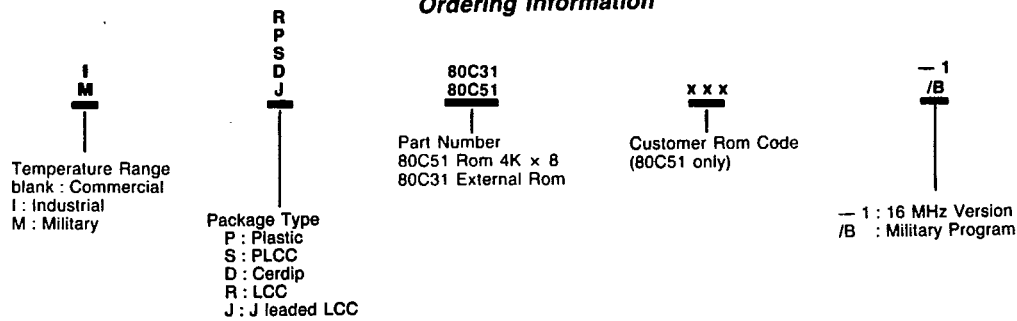 Ordering Information
I
M
Temperature Range
blank : Commercial
I : Industrial
M : Military
R
P
S
D
J
Package Type
P : Plastic
S : PLCC
D : Cerdip
R : LCC
J : J leaded LCC
80C31
80C51
Part Number
80C51 Rom 4K × 8
80C31 External Rom
x x x
Customer Rom Code
(80C51 only)
— 1
/B
— 1 : 16 MHz Version
/B : Military Program